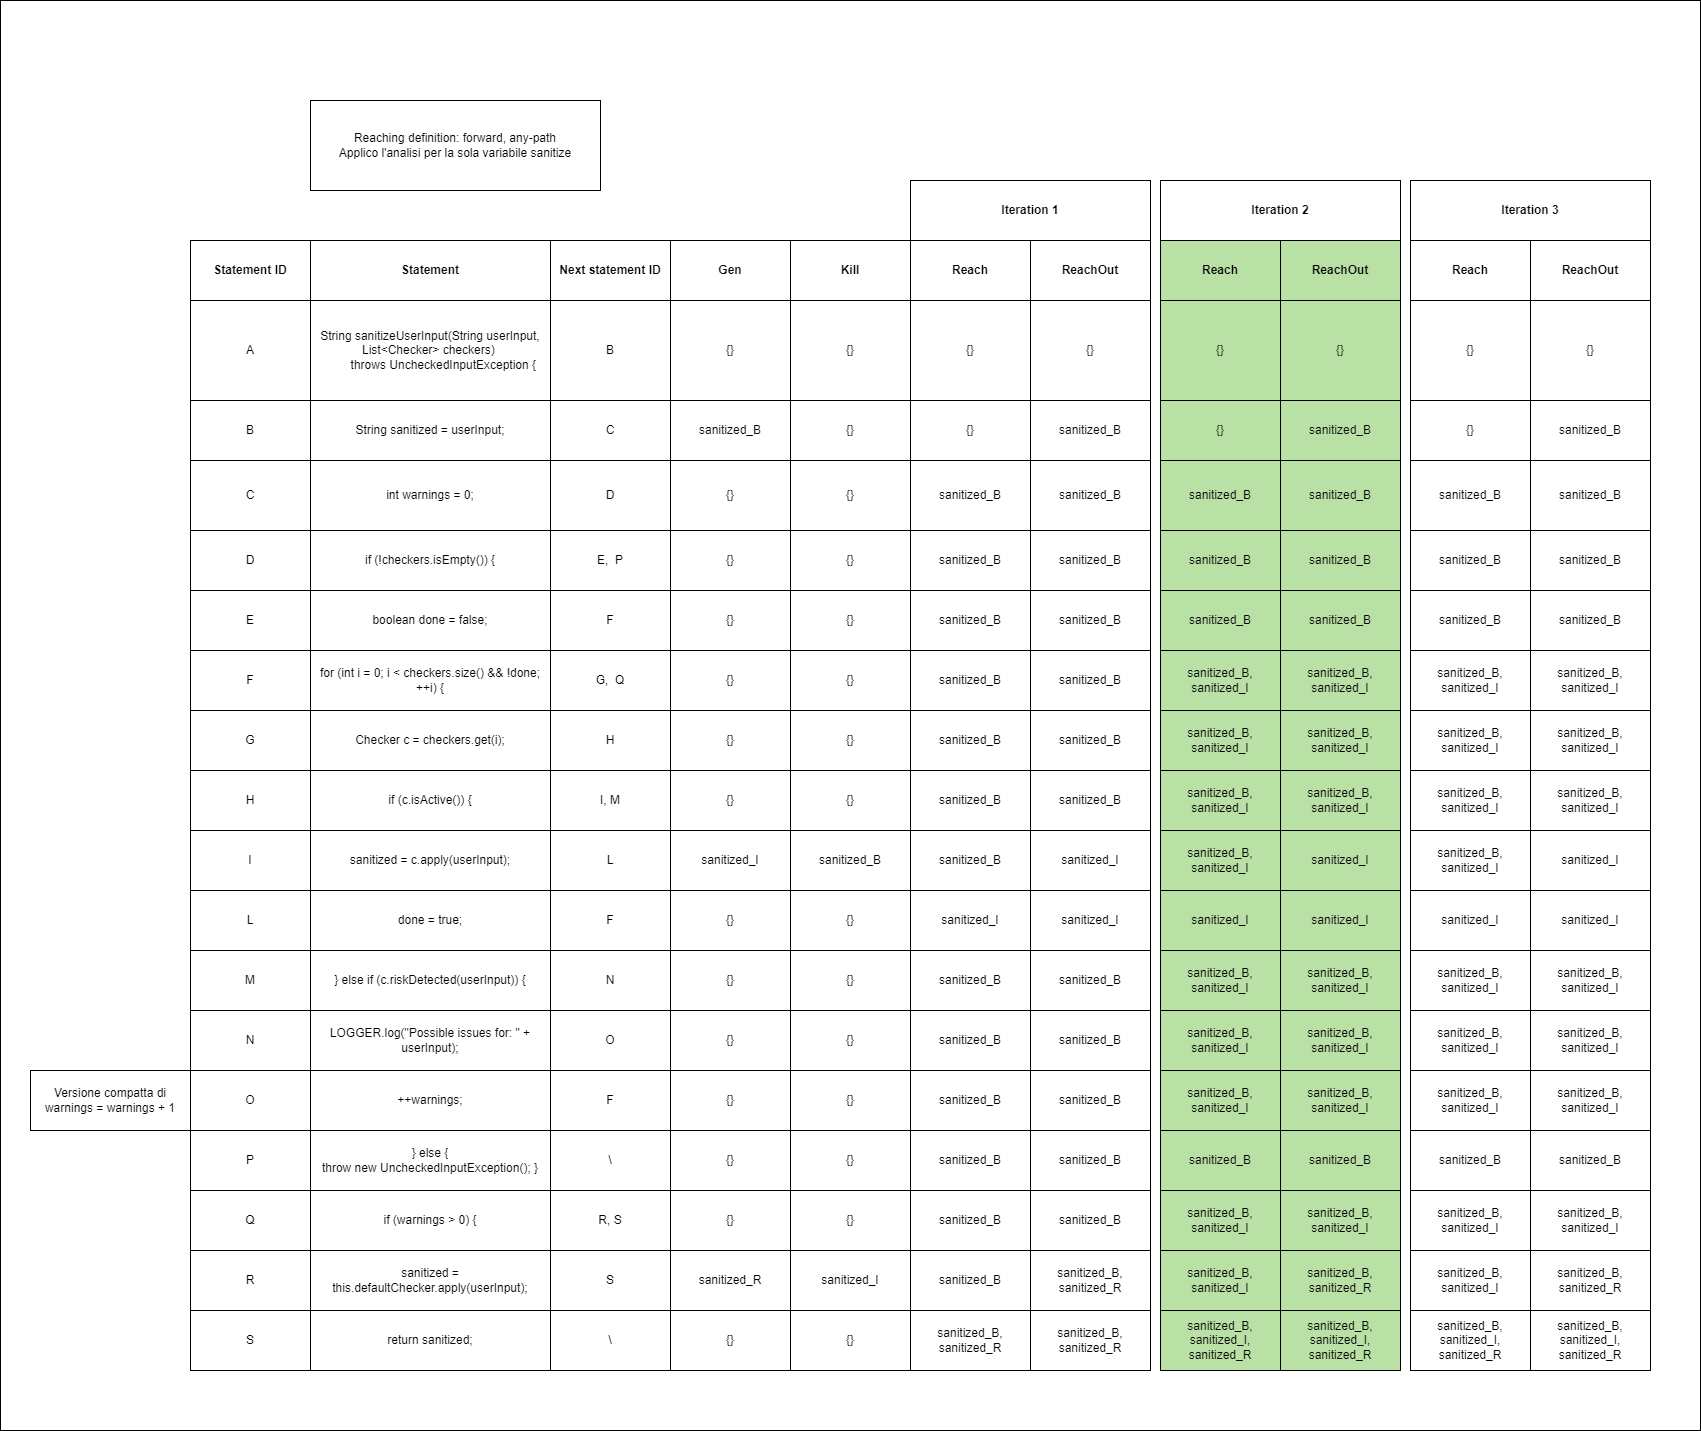 Reaching definition: forward, any-path
Applico l'analisi per la sola variabile sanitize
Iteration 1
Iteration 2
Iteration 3
Statement ID
Statement
Next statement ID
Gen
Kill
Reach
ReachOut
Reach
ReachOut
Reach
ReachOut
A
String sanitizeUserInput(String userInput,
List<Checker> checkers)
throws UncheckedInputException {
B
{}
{}
{}
{}
{}
{}
{}
{}
B
String sanitized = userInput;
C
sanitized_B
{}
{}
sanitized_B
{}
sanitized_B
{}
sanitized_B
C
int warnings = 0;
D
{}
{}
sanitized_B
sanitized_B
sanitized_B
sanitized_B
sanitized_B
sanitized_B
D
if (!checkers.isEmpty()) {
E, P
{}
{}
sanitized_B
sanitized_B
sanitized_B
sanitized_B
sanitized_B
sanitized_B
E
boolean done = false;
F
{}
{}
sanitized_B
sanitized_B
sanitized_B
sanitized_B
sanitized_B
sanitized_B
F
for (int i = 0; i < checkers.size() && !done;
++i) {
G, Q
{}
{}
sanitized_B
sanitized_B
sanitized_B,
sanitized_I
sanitized_B,
sanitized_I
sanitized_B,
sanitized_I
sanitized_B,
sanitized_I
G
Checker c = checkers.get(i);
H
{}
{}
sanitized_B
sanitized_B
sanitized_B,
sanitized_I
sanitized_B,
sanitized_I
sanitized_B,
sanitized_I
sanitized_B,
sanitized_I
H
if (c.isActive()) {
I, M
{}
{}
sanitized_B
sanitized_B
sanitized_B,
sanitized_I
sanitized_B,
sanitized_I
sanitized_B,
sanitized_I
sanitized_B,
sanitized_I
I
sanitized = c.apply(userInput);
L
sanitized_I
sanitized_B
sanitized_B
sanitized_I
sanitized_B,
sanitized_I
sanitized_I
sanitized_B,
sanitized_I
sanitized_I
L
done = true;
F
{}
{}
sanitized_I
sanitized_I
sanitized_I
sanitized_I
sanitized_I
sanitized_I
M
} else if (c.riskDetected(userInput)) {
N
{}
{}
sanitized_B
sanitized_B
sanitized_B,
sanitized_I
sanitized_B,
sanitized_I
sanitized_B,
sanitized_I
sanitized_B,
sanitized_I
N
LOGGER.log("Possible issues for: " +
userInput);
O
{}
{}
sanitized_B
sanitized_B
sanitized_B,
sanitized_I
sanitized_B,
sanitized_I
sanitized_B,
sanitized_I
sanitized_B,
sanitized_I
Versione compatta di
warnings = warnings + 1
O
++warnings;
F
{}
{}
sanitized_B
sanitized_B
sanitized_B,
sanitized_I
sanitized_B,
sanitized_I
sanitized_B,
sanitized_I
sanitized_B,
sanitized_I
P
} else {
throw new UncheckedInputException(); }
\
{}
{}
sanitized_B
sanitized_B
sanitized_B
sanitized_B
sanitized_B
sanitized_B
Q
if (warnings > 0) {
R, S
{}
{}
sanitized_B
sanitized_B
sanitized_B,
sanitized_I
sanitized_B,
sanitized_I
sanitized_B,
sanitized_I
sanitized_B,
sanitized_I
R
sanitized =
this.defaultChecker.apply(userInput);
S
sanitized_R
sanitized_I
sanitized_B
sanitized_B,
sanitized_R
sanitized_B,
sanitized_I
sanitized_B,
sanitized_R
sanitized_B,
sanitized_I
sanitized_B,
sanitized_R
S
return sanitized;
\
{}
{}
sanitized_B,
sanitized_R
sanitized_B,
sanitized_R
sanitized_B,
sanitized_I,
sanitized_R
sanitized_B,
sanitized_I,
sanitized_R
sanitized_B,
sanitized_I,
sanitized_R
sanitized_B,
sanitized_I,
sanitized_R